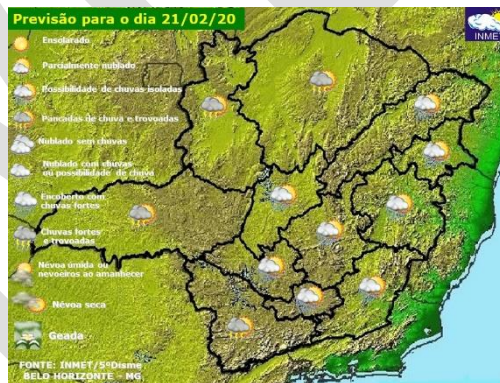 Previsão para o dia 21/02/20
INMET
Ensolarado
Parcialmente nublado
Possibilidade de chuvas isoladas
Pancadas de chuva e trovoadas
Nublado sem chuvas
Nublado com chuvas
ou possibilidade de chuva
Encoberto com
chuvas fortes
Chuvas fortes
e trovoadas
Névoa úmida ou
nevoeiros ao amanhecer
Névoa seca
Geada
FONTE: INMET/5ºDisme
BELO HORIZONTE - MG